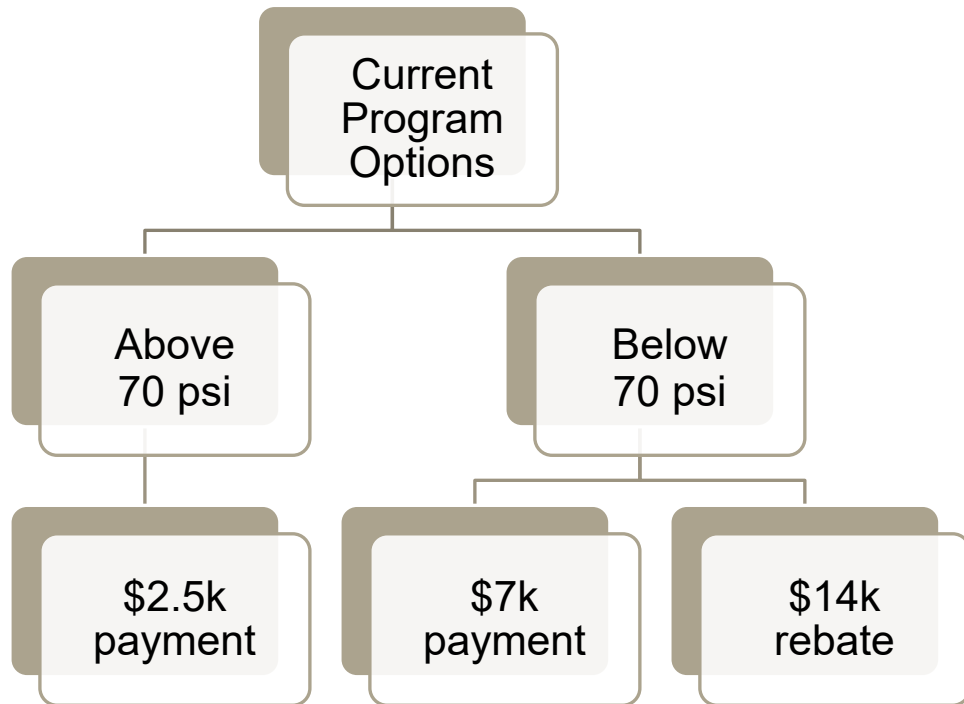 Current
Program
Options
Above
70 psi
Below
70 psi
$2.5k
payment
$7k
payment
$14k
rebate